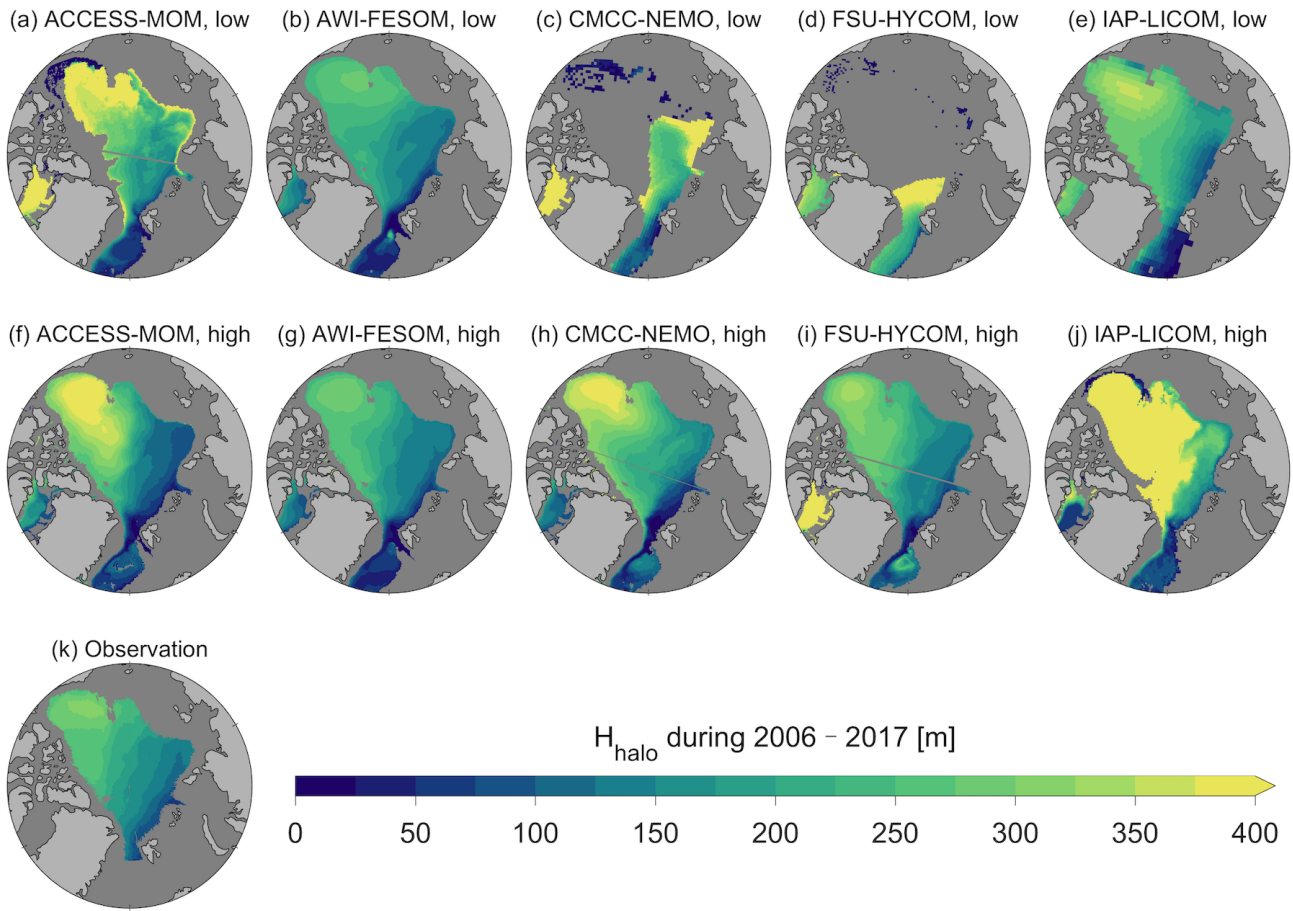 (a) ACCESS-MOM, low
(b) AWI-FESOM, low
(c) CMCC-NEMO, low
(d) FSU-HYCOM, low
(e) IAP-LICOM, low
(f) ACCESS-MOM, high
(g) AWI-FESOM, high
(h) CMCC-NEMO, high
(i) FSU-HYCOM, high
(j) IAP-LICOM, high
(k) Observation
Hhalo during 2006 – 2017 [m]
0 50 100 150 200 250 300 350 400